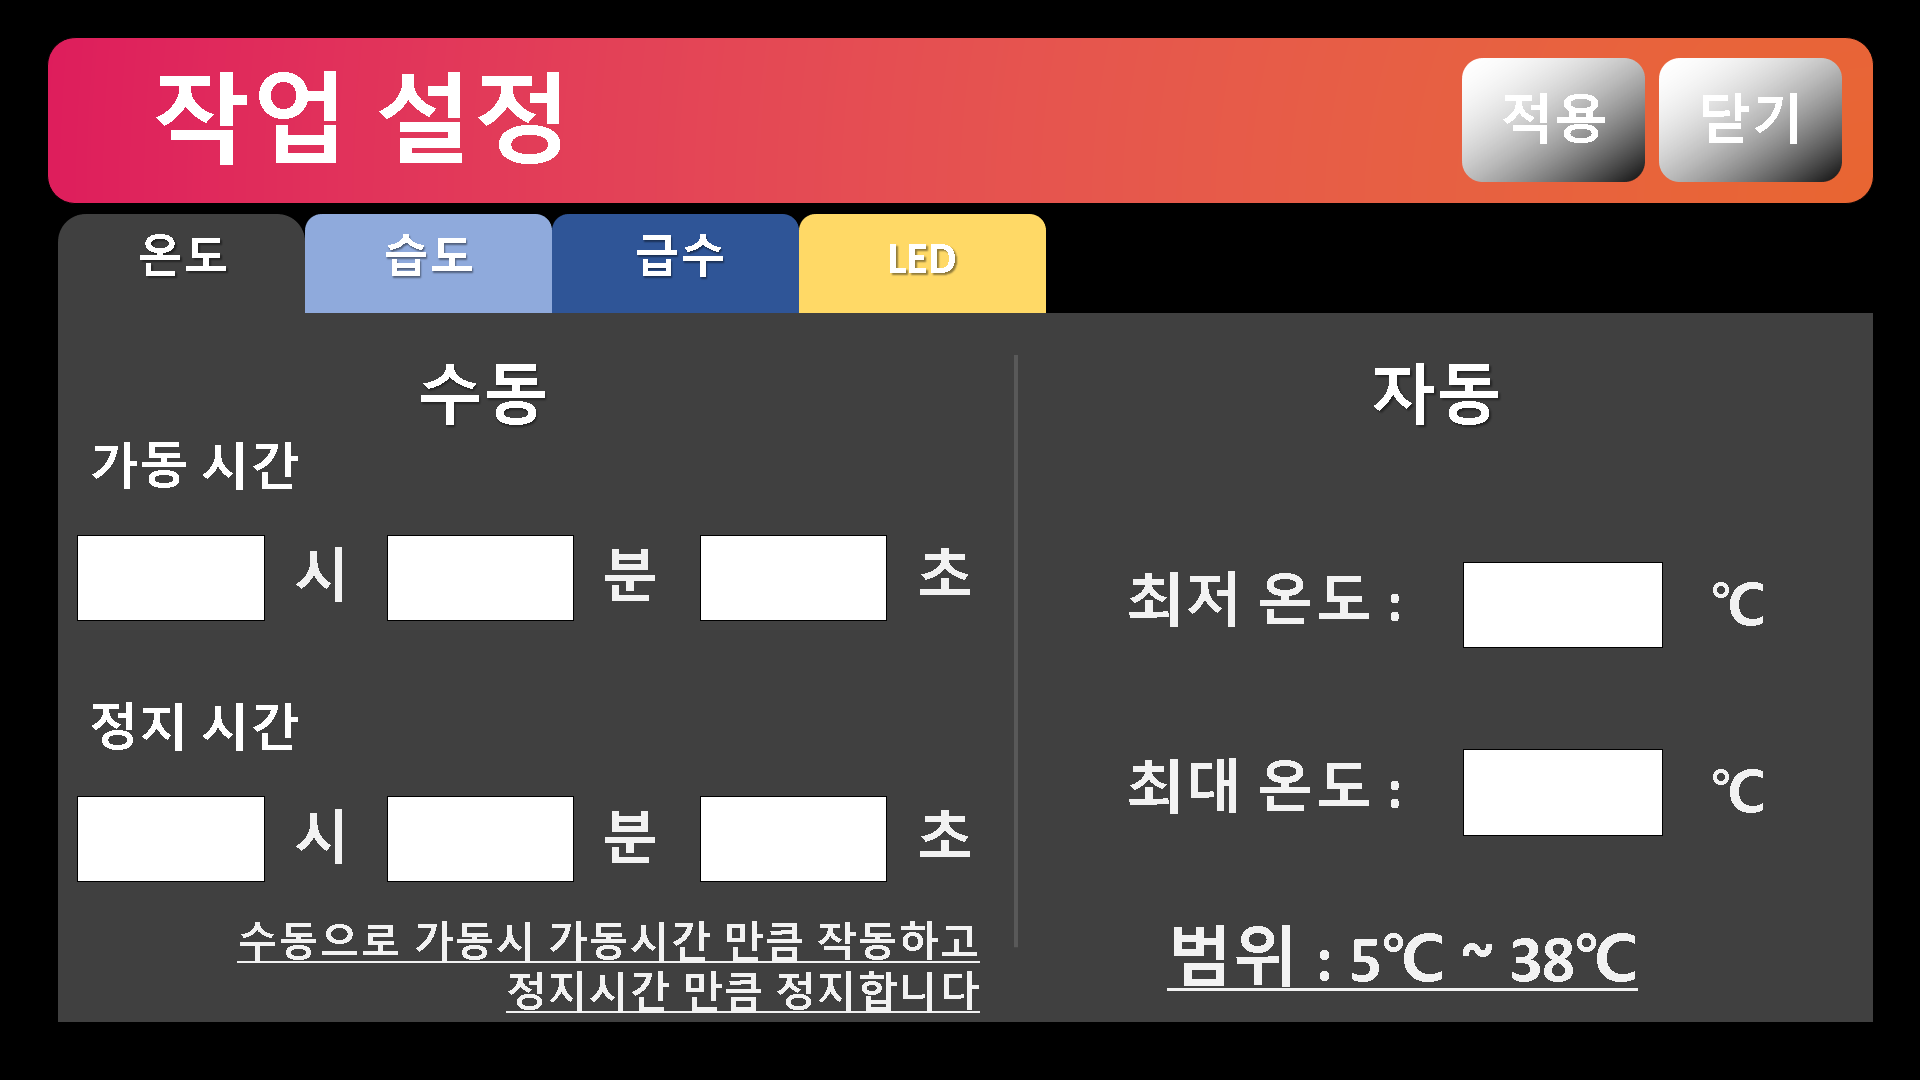 작업 설정
적용
닫기
온도
습도
급수
LED
수동
가동 시간
시 분 초
정지 시간
시 분 초
수동으로 가동시 가동시간 만큼 작동하고
정지시간 만큼 정지합니다
자동
최저 온도 : ℃
최대 온도 : ℃
범위 : 5℃ ~ 38℃